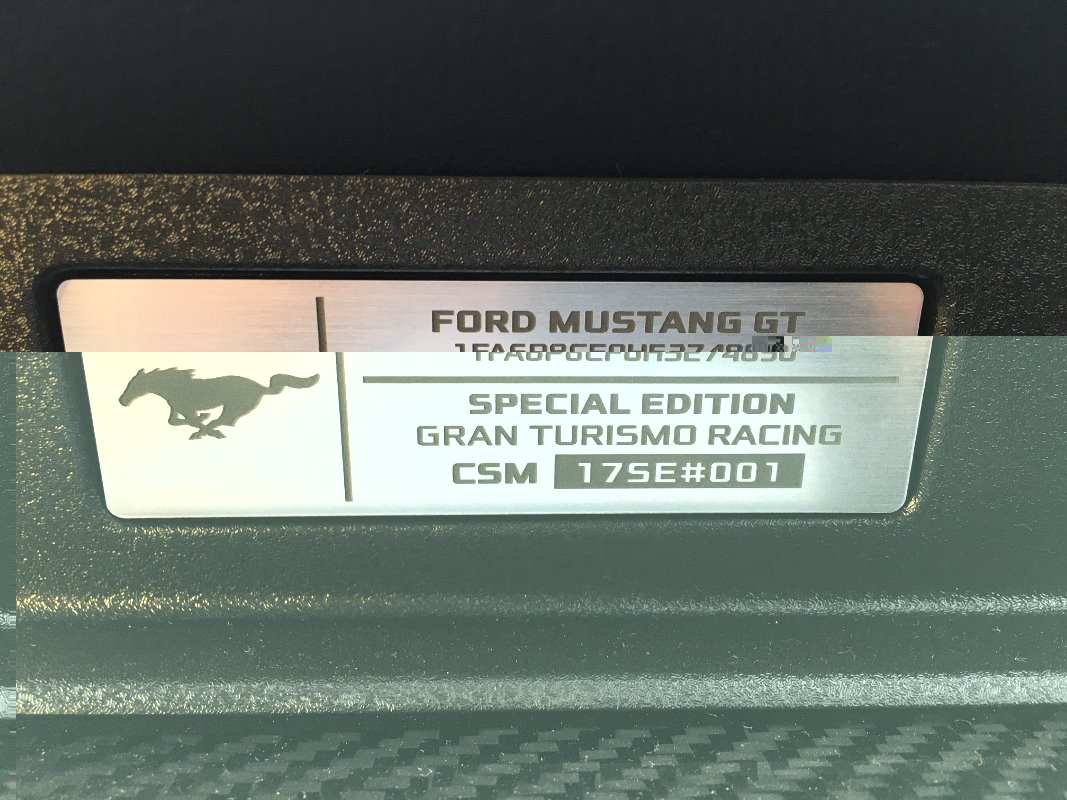 FORD MUSTANG GT
SPECIAL EDITION
GRAN TURISMO RACING
CSM 17SE#001